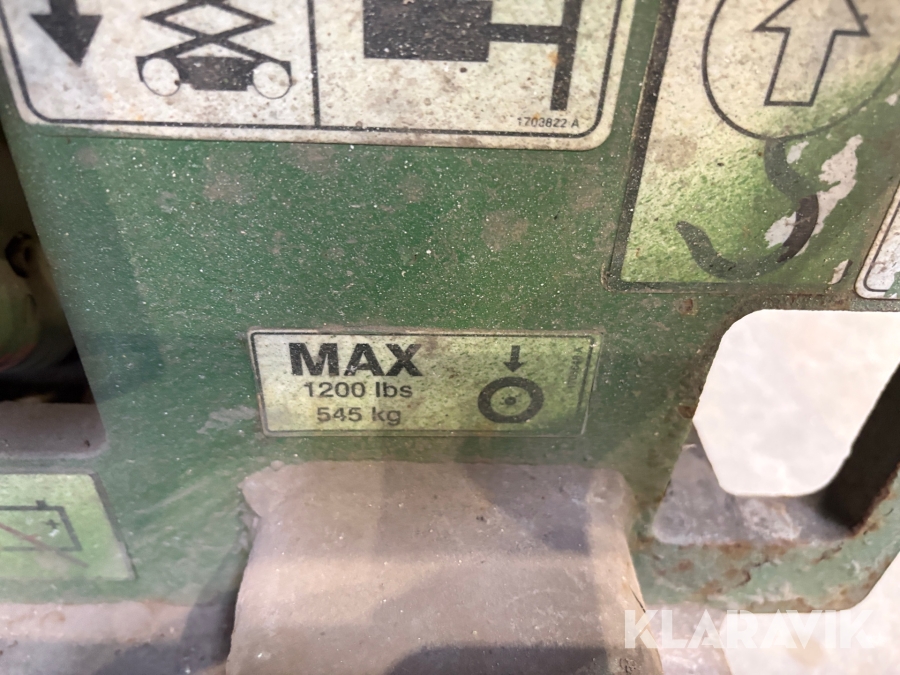 1703822 A
MAX
1200 lbs
545 kg
KLARAVIK